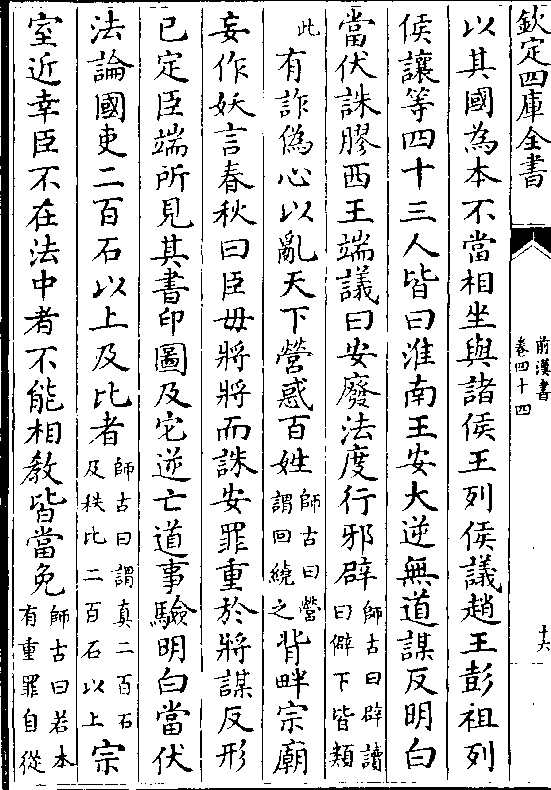 欽定四庫全書
前漢書
卷四十四
十六
以其國為本不當相坐與諸侯王列侯議趙王彭祖列
侯讓等四十三人皆曰淮南王安大逆無道謀反明白
當伏誅膠西王端議曰安廢法度行邪辟師古曰辟讀曰僻下皆類
此有詐偽心以亂天下營惑百姓師古曰營謂回繞之背畔宗廟
妄作妖言春秋曰臣毋將將而誅安罪重於將謀反形
已定臣端所見其書印圖及它逆亡道事驗明白當伏
法論國吏二百石以上及比者師古曰謂真二百石及秩比二百石以上宗
室近幸臣不在法中者不能相教皆當免師古曰若本有重罪自從